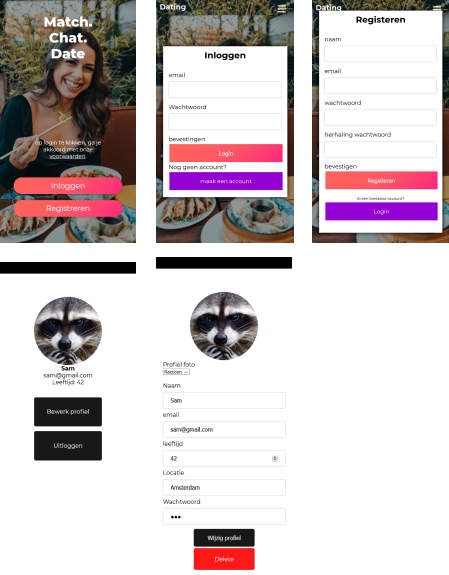 Match.
Chat.
Date
Op login te klikken, ga je
akkoord met onze
voorwaarden.
Inloggen
Registreren
Dating
Inloggen
email
Wachtwoord
bevestingen
Login
Nog geen account?
maak een account
Dating
Registeren
naam
email
wachtwoord
herhaling wachtwoord
bevestigen
Registeren
Al een bestaand account?
Login
Sam
sam@gmail.com
Leeftijd: 42
Bewerk profiel
Uitloggen
Profiel foto
Raccoon
Naam
Sam
email
sam@gmail.com
leeftijd
42
Locatie
Amsterdam
Wachtwoord
●●●
Wijzig profiel
Delete